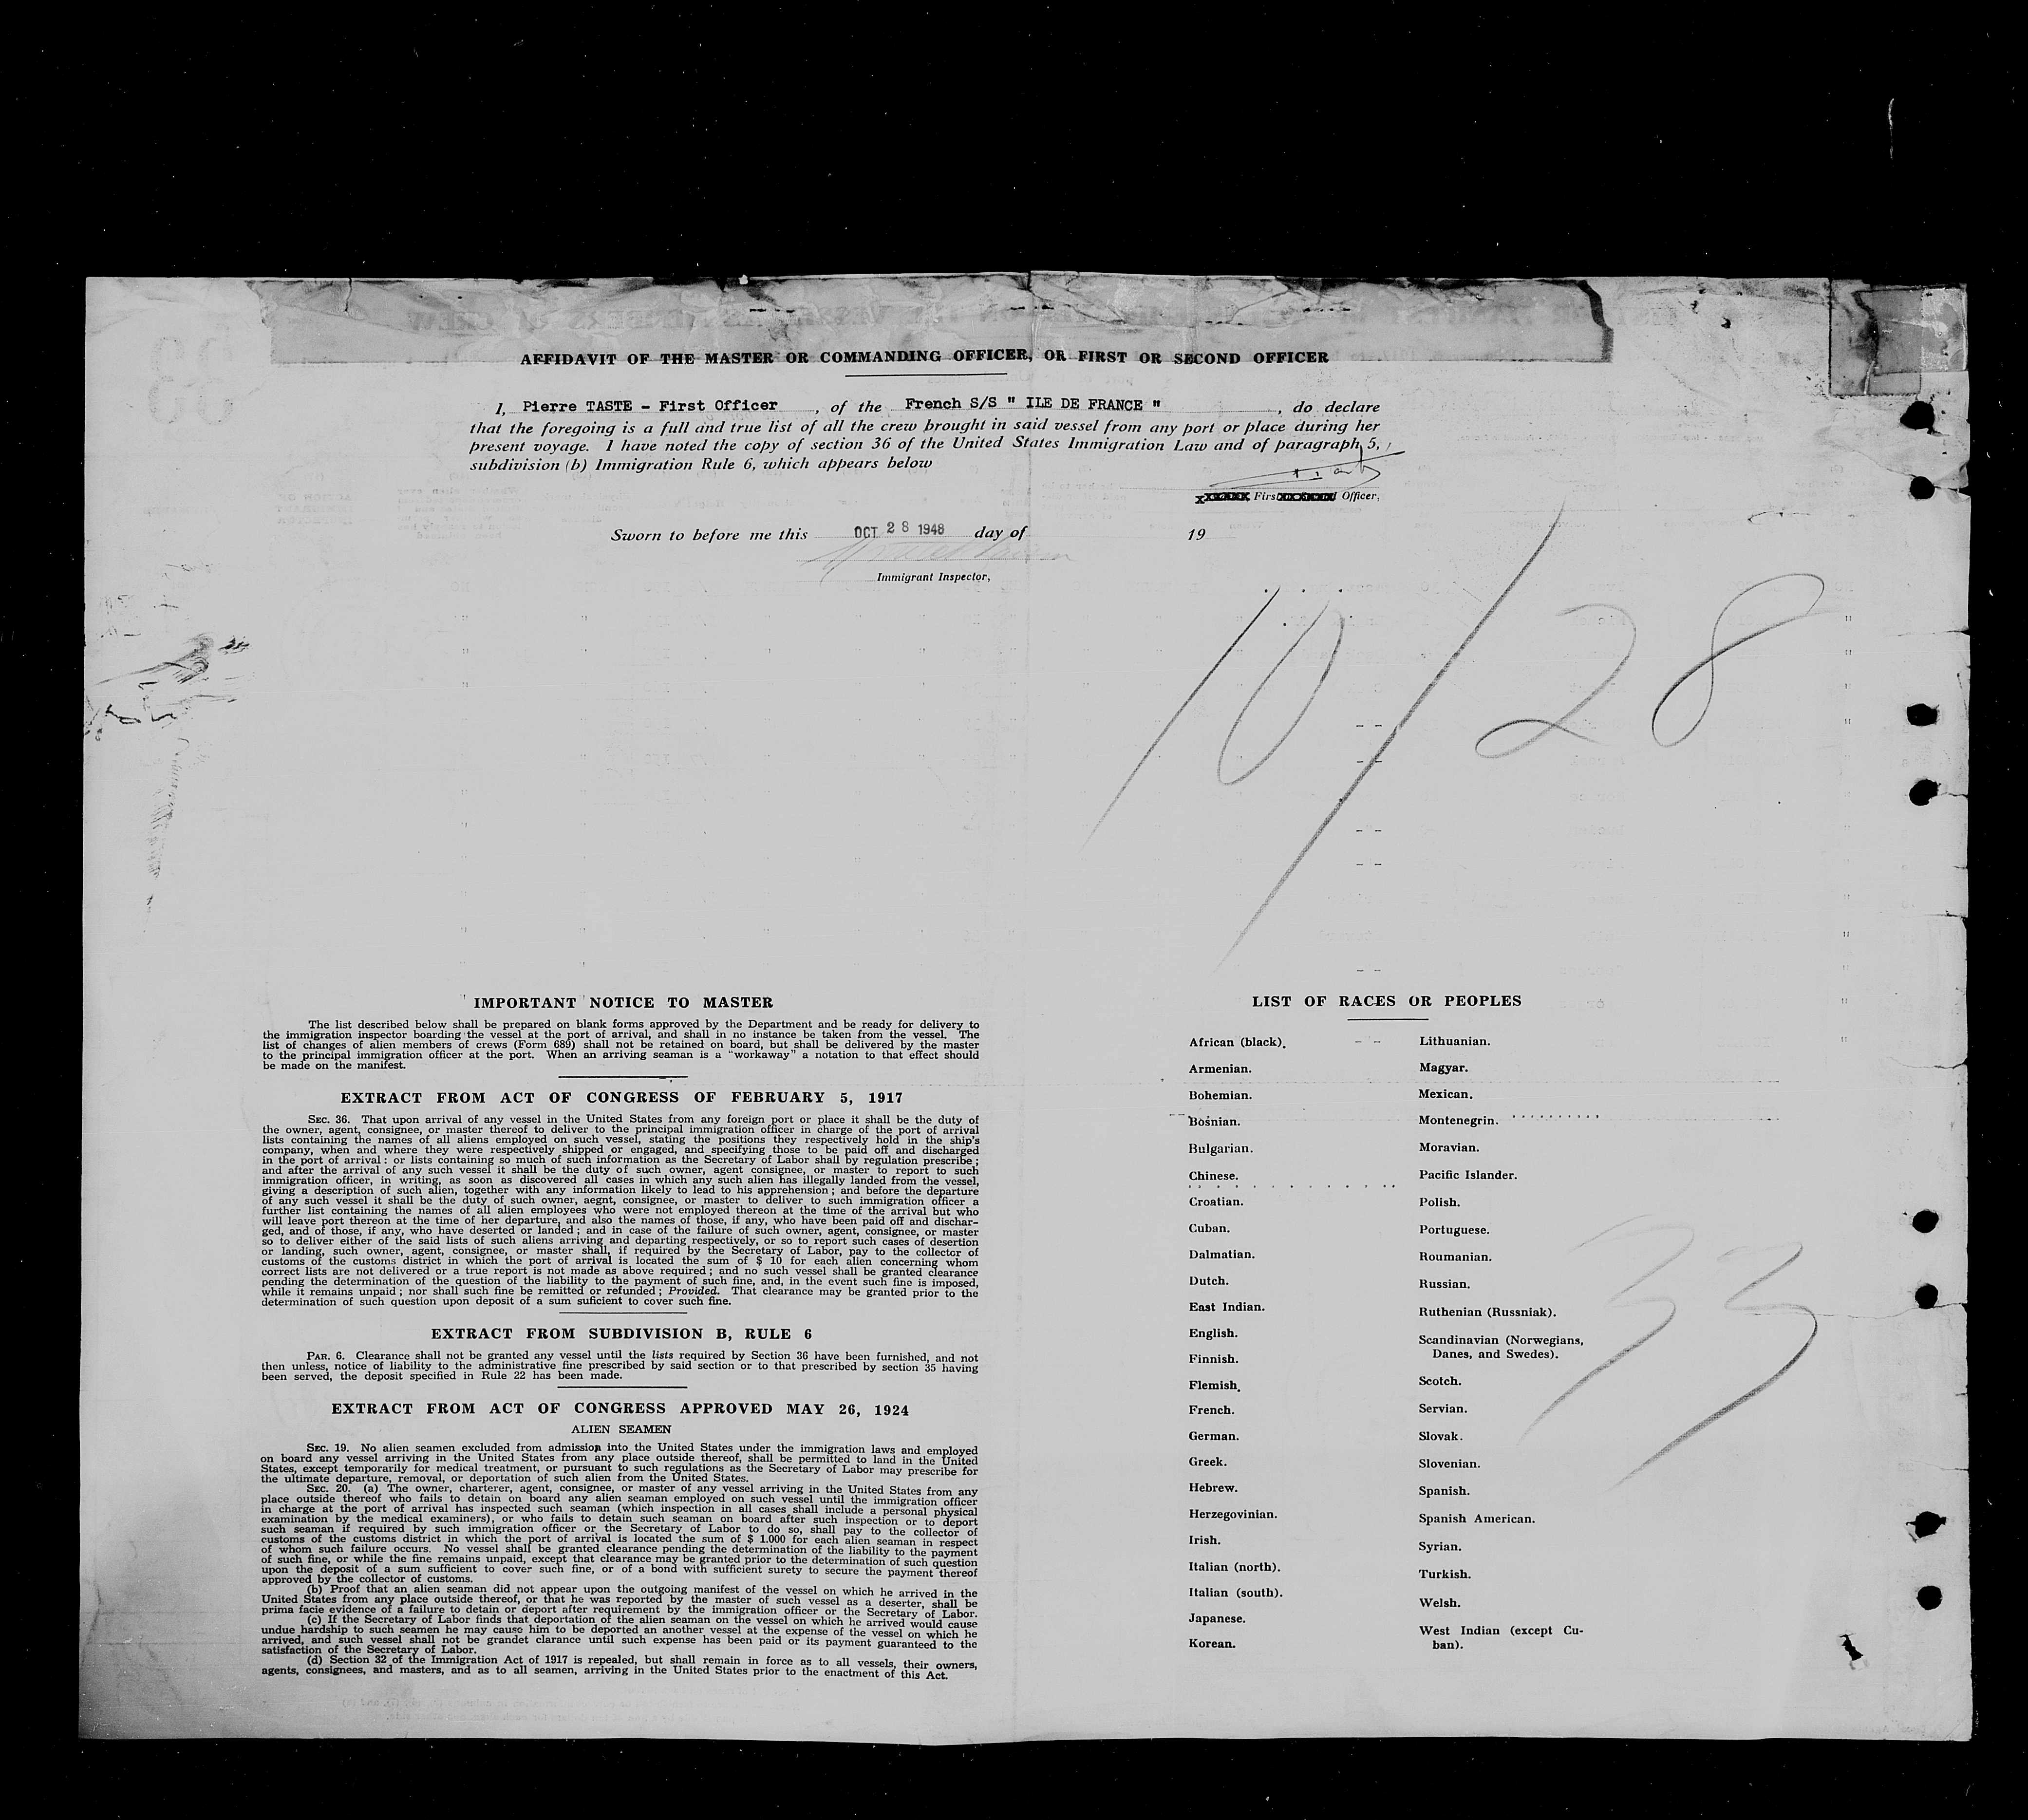 AFFIDAVIT OF THE MASTER OR COMMANDING OFFICER, OR FIRST OR SECOND OFFICER
I, Pierre TASTE - First Officer , of the French S/S " ILE DE FRANCE " , do declare
that the foregoing is a full and true list of all the crew brought in said vessel from any port or place during her
present voyage. I have noted the copy of section 36 of the United States Immigration Law and of paragraph 5,
subdivision (b) Immigration Rule 6, which appears below
First Officer.
Sworn to before me this OCT 28 1948 day of 19
Immigrant Inspector,
10/28
IMPORTANT NOTICE TO MASTER
The list described below shall be prepared on blank forms approved by the Department and be ready for delivery to
the immigration inspector boarding the vessel at the port of arrival, and shall in no instance be taken from the vessel. The
list of changes of alien members of crews (Form 689) shall not be retained on board, but shall be delivered by the master
to the principal immigration officer at the port. When an arriving seaman is a "workaway" a notation to that effect should
be made on the manifest.
EXTRACT FROM ACT OF CONGRESS OF FEBRUARY 5, 1917
SEC. 36. That upon arrival of any vessel in the United States from any foreign port or place it shall be the duty of
the owner, agent, consignee, or master thereof to deliver to the principal immigration officer in charge of the port of arrival
lists containing the names of all aliens employed on such vessel, stating the positions they respectively hold in the ship's
company, when and where they were respectively shipped or engaged, and specifying those to be paid off and discharged
in the port of arrival : or lists containing so much of such information as the Secretary of Labor shall by regulation prescribe ;
and after the arrival of any such vessel it shall be the duty of such owner, agent consignee, or master to report to such
immigration officer, in writing, as soon as discovered all cases in which any such alien has illegally landed from the vessel,
giving a description of such alien, together with any information likely to lead to his apprehension ; and before the departure
of any such vessel it shall be the duty of such owner, aegnt, consignee, or master to deliver to such immigration officer a
further list containing the names of all alien employees who were not employed thereon at the time of the arrival but who
will leave port thereon at the time of her departure, and also the names of those, if any, who have been paid off and dischar-
ged, and of those, if any, who have deserted or landed ; and in case of the failure of such owner, agent, consignee, or master
so to deliver either of the said lists of such aliens arriving and departing respectively, or so to report such cases of desertion
or landing, such owner, agent, consignee, or master shall, if required by the Secretary of Labor, pay to the collector of
customs of the customs district in which the port of arrival is located the sum of $ 10 for each alien concerning whom
correct lists are not delivered or a true report is not made as above required ; and no such vessel shall be granted clearance
pending the determination of the question of the liability to the payment of such fine, and, in the event such fine is imposed,
while it remains unpaid ; nor shall such fine be remitted or refunded ; Provided. That clearance may be granted prior to the
determination of such question upon deposit of a sum suficient to cover such fine.
EXTRACT FROM SUBDIVISION B, RULE 6
PAR. 6. Clearance shall not be granted any vessel until the lists required by Section 36 have been furnished, and not
then unless, notice of liability to the administrative fine prescribed by said section or to that prescribed by section 35 having
been served, the deposit specified in Rule 22 has been made.
EXTRACT FROM ACT OF CONGRESS APPROVED MAY 26, 1924
ALIEN SEAMEN
SEC. 19. No alien seamen excluded from admission into the United States under the immigration laws and employed
on board any vessel arriving in the United States from any place outside thereof, shall be permitted to land in the United
States, except temporarily for medical treatment, or pursuant to such regulations as the Secretary of Labor may prescribe for
the ultimate departure, removal, or deportation of such alien from the United States.
SEC. 20. (a) The owner, charterer, agent, consignee, or master of any vessel arriving in the United States from any
place outside thereof who fails to detain on board any alien seaman employed on such vessel until the immigration officer
in charge at the port of arrival has inspected such seaman (which inspection in all cases shall include a personal physical
examination by the medical examiners), or who fails to detain such seaman on board after such inspection or to deport
such seaman if required by such immigration officer or the Secretary of Labor to do so, shall pay to the collector of
customs of the customs district in which the port of arrival is located the sum of $ 1.000 for each alien seaman in respect
of whom such failure occurs. No vessel shall be granted clearance pending the determination of the liability to the payment
of such fine, or while the fine remains unpaid, except that clearance may be granted prior to the determination of such question
upon the deposit of a sum sufficient to cover such fine, or of a bond with sufficient surety to secure the payment thereof
approved by the collector of customs.
(b) Proof that an alien seaman did not appear upon the outgoing manifest of the vessel on which he arrived in the
United States from any place outside thereof, or that he was reported by the master of such vessel as a deserter, shall be
prima facie evidence of a failure to detain or deport after requirement by the immigration officer or the Secretary of Labor.
(c) If the Secretary of Labor finds that deportation of the alien seaman on the vessel on which he arrived would cause
undue hardship to such seamen he may cause him to be deported an another vessel at the expense of the vessel on which he
arrived, and such vessel shall not be grandet clarance until such expense has been paid or its payment guaranteed to the
satisfaction of the Secretary of Labor.
(d) Section 32 of the Immigration Act of 1917 is repealed, but shall remain in force as to all vessels, their owners,
agents, consignees, and masters, and as to all seamen, arriving in the United States prior to the enactment of this Act.
LIST OF RACES OR PEOPLES
African (black).
Armenian.
Bohemian.
Bosnian.
Bulgarian.
Chinese.
Croatian.
Cuban.
Dalmatian.
Dutch.
East Indian.
English.
Finnish.
Flemish.
French.
German.
Greek.
Hebrew.
Herzegovinian.
Irish.
Italian (north).
Italian (south).
Japanese.
Korean.
Lithuanian.
Magyar.
Mexican.
Montenegrin.
Moravian.
Pacific Islander.
Polish.
Portuguese.
Roumanian.
Russian.
Ruthenian (Russniak).
Scandinavian (Norwegians,
Danes, and Swedes).
Scotch.
Servian.
Slovak.
Slovenian.
Spanish.
Spanish American.
Syrian.
Turkish.
Welsh.
West Indian (except Cu-
ban).
33